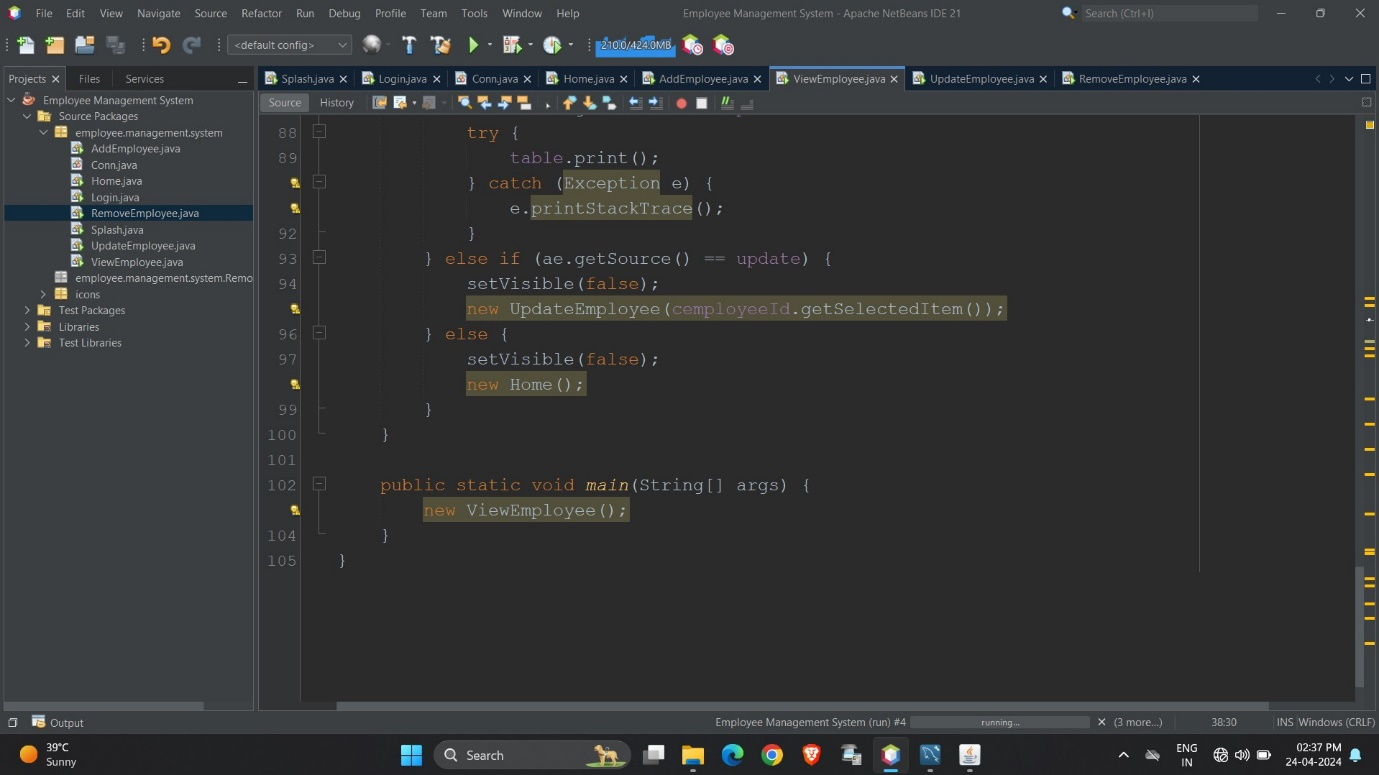 File Edit View Navigate Source Refactor Run Debug Profile Team Tools Window Help
Employee Management System - Apache NetBeans IDE 21
Search (Ctrl+I)
<default config>
210.0/424.0MB
Projects Files Services
Splash.java Login.java Conn.java Home.java AddEmployee.java ViewEmployee.java UpdateEmployee.java RemoveEmployee.java
Source History
Employee Management System
Source Packages
employee.management.system
AddEmployee.java
Conn.java
Home.java
Login.java
RemoveEmployee.java
Splash.java
UpdateEmployee.java
ViewEmployee.java
employee.management.system.Remo
icons
Test Packages
Libraries
Test Libraries
88 try {
89 table.print();
} catch (Exception e) {
e.printStackTrace();
92 }
93 } else if (ae.getSource() == update) {
94 setVisible(false);
new UpdateEmployee(cemployeeId.getSelectedItem());
96 } else {
97 setVisible(false);
new Home();
99 }
100 }
101
102 public static void main(String[] args) {
new ViewEmployee();
104 }
105 }
Output
Employee Management System (run) #4 running... (3 more...) 38:30 INS Windows (CRLF)
39°C
Sunny
Search
ENG
IN
02:37 PM
24-04-2024